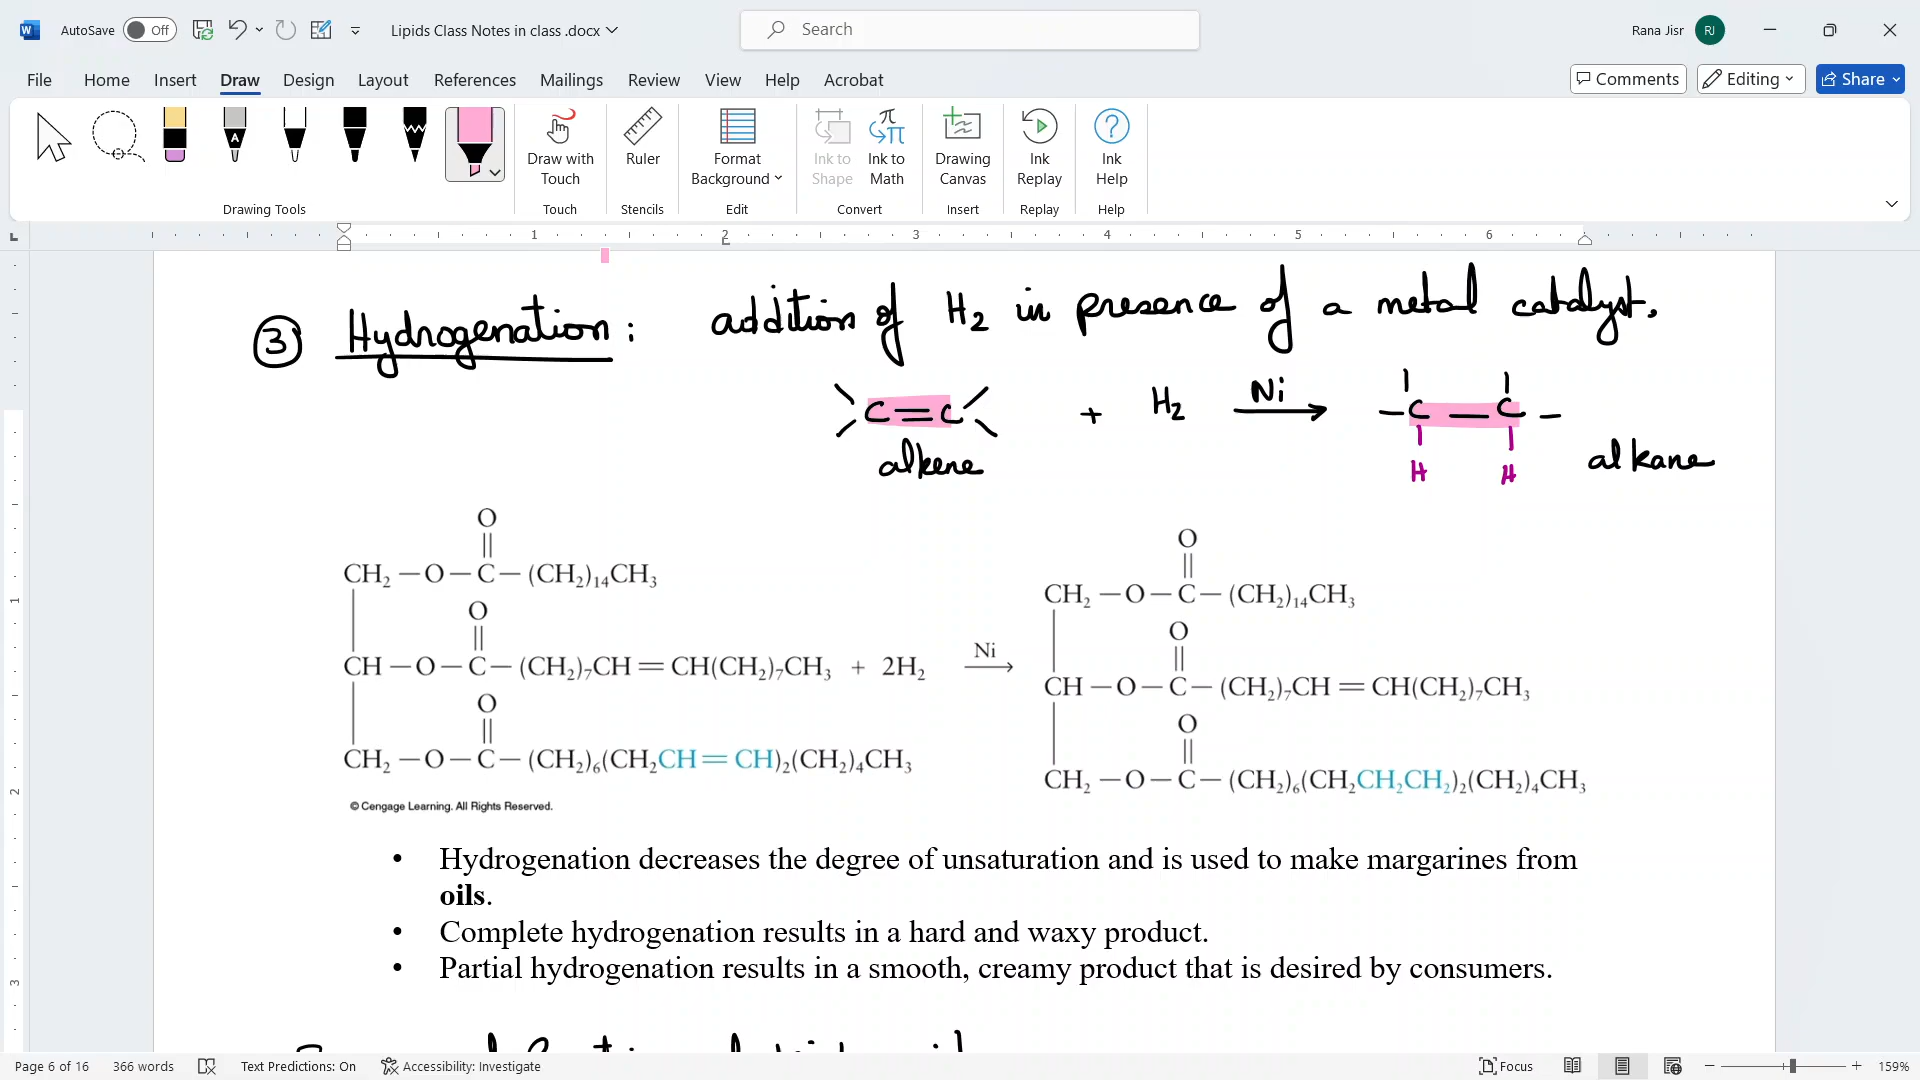 AutoSave Off Lipids Class Notes in class .docx Search Rana Jisr RJ
File Home Insert Draw Design Layout References Mailings Review View Help Acrobat Comments Editing Share
Draw with Touch Ruler Format Background Ink to Shape Ink to Math Drawing Canvas Ink Replay Ink Help
Drawing Tools Touch Stencils Edit Convert Insert Replay Help
1 2 3 4 5 6
③ Hydrogenation : addition of H₂ in presence of a metal catalyst.
C=C + H₂ Ni → -C—C-
alkene H H alkane
O O
CH₂—O—C—(CH₂)₁₄CH₃ CH₂—O—C—(CH₂)₁₄CH₃
O O
CH—O—C—(CH₂)₇CH=CH(CH₂)₇CH₃ + 2H₂ Ni → CH—O—C—(CH₂)₇CH=CH(CH₂)₇CH₃
O O
CH₂—O—C—(CH₂)₆(CH₂CH=CH)₂(CH₂)₄CH₃ CH₂—O—C—(CH₂)₆(CH₂CH₂CH₂)₂(CH₂)₄CH₃
© Cengage Learning. All Rights Reserved.
• Hydrogenation decreases the degree of unsaturation and is used to make margarines from
oils.
• Complete hydrogenation results in a hard and waxy product.
• Partial hydrogenation results in a smooth, creamy product that is desired by consumers.
Page 6 of 16 366 words Text Predictions: On Accessibility: Investigate Focus 159%